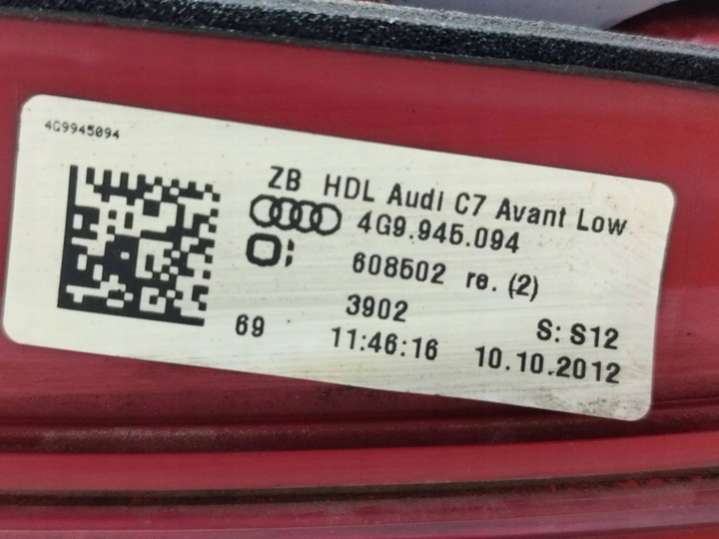 4G9945094
ZB HDL Audi C7 Avant Low
4G9.945.094
608502 re. (2)
3902 S: S12
69 11:46:16 10.10.2012